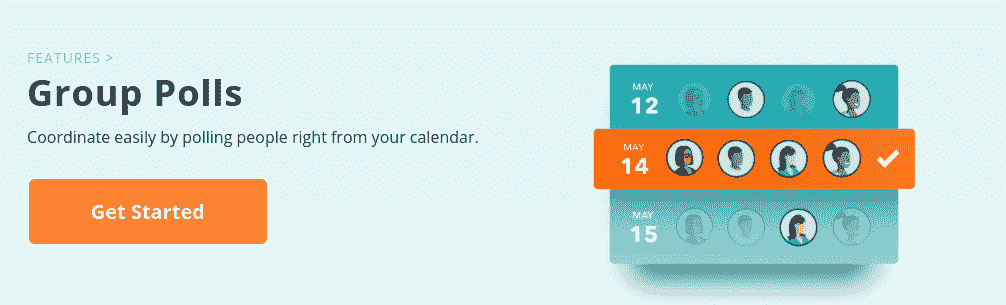 FEATURES >
Group Polls
Coordinate easily by polling people right from your calendar.
Get Started
MAY
12
MAY
14
MAY
15